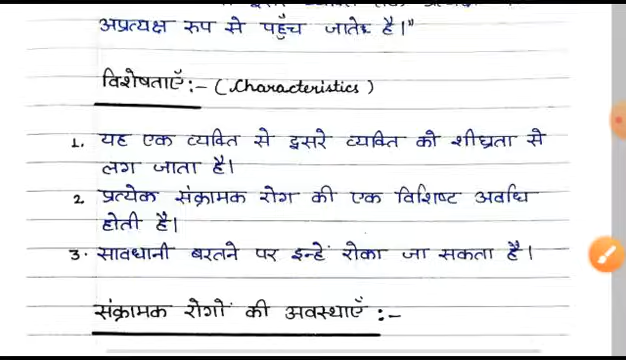 अप्रत्यक्ष रुप से पहुँच जाते है।"
विशेषताएँ :- (Characteristics)
1. यह एक व्यक्ति से दूसरे व्यक्ति को शीघ्रता से
लग जाता है।
2 प्रत्येक संक्रामक रोग की एक विशिष्ट अवधि
होती है।
3. सावधानी बरतने पर इन्हें रोका जा सकता है।
संक्रामक रोगों की अवस्थाएँ :-